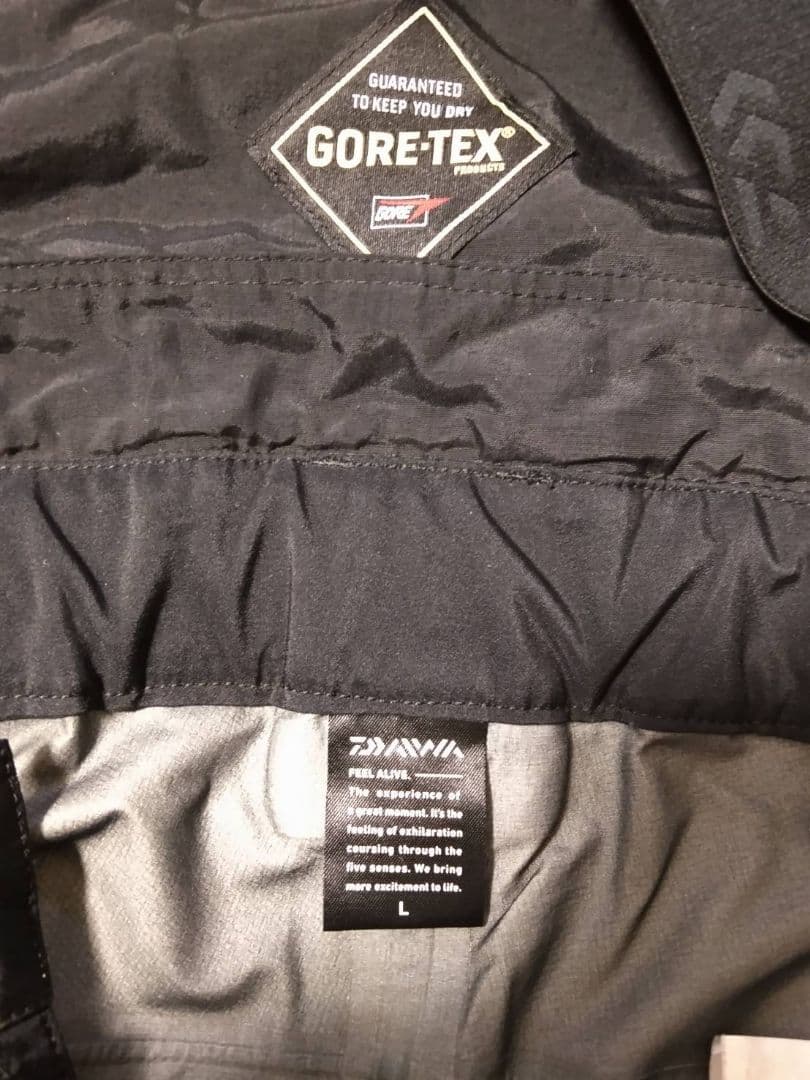 GUARANTEED
TO KEEP YOU DRY
GORE-TEX®
PRODUCTS
GORE
DAIWA
FEEL ALIVE.
The experience of
a great moment. It's the
feeling of exhilaration
coursing through the
five senses. We bring
more excitement to life.
L